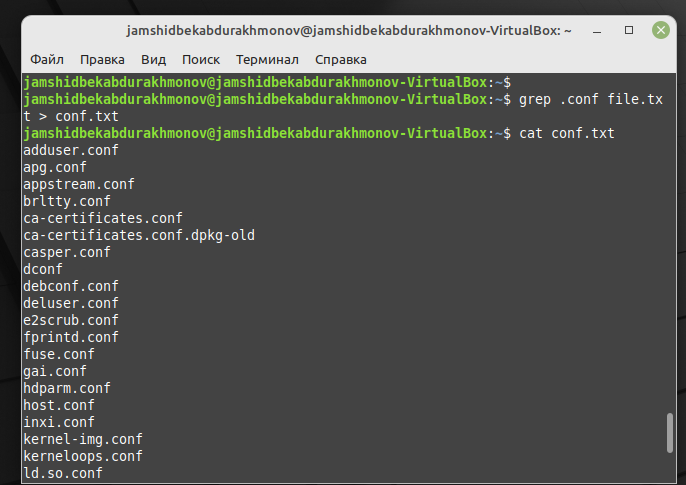 jamshidbekabdurakhmonov@jamshidbekabdurakhmonov-VirtualBox: ~
Файл Правка Вид Поиск Терминал Справка
jamshidbekabdurakhmonov@jamshidbekabdurakhmonov-VirtualBox:~$
jamshidbekabdurakhmonov@jamshidbekabdurakhmonov-VirtualBox:~$ grep .conf file.tx
t > conf.txt
jamshidbekabdurakhmonov@jamshidbekabdurakhmonov-VirtualBox:~$ cat conf.txt
adduser.conf
apg.conf
appstream.conf
brltty.conf
ca-certificates.conf
ca-certificates.conf.dpkg-old
casper.conf
dconf
debconf.conf
deluser.conf
e2scrub.conf
fprintd.conf
fuse.conf
gai.conf
hdparm.conf
host.conf
inxi.conf
kernel-img.conf
kerneloops.conf
ld.so.conf